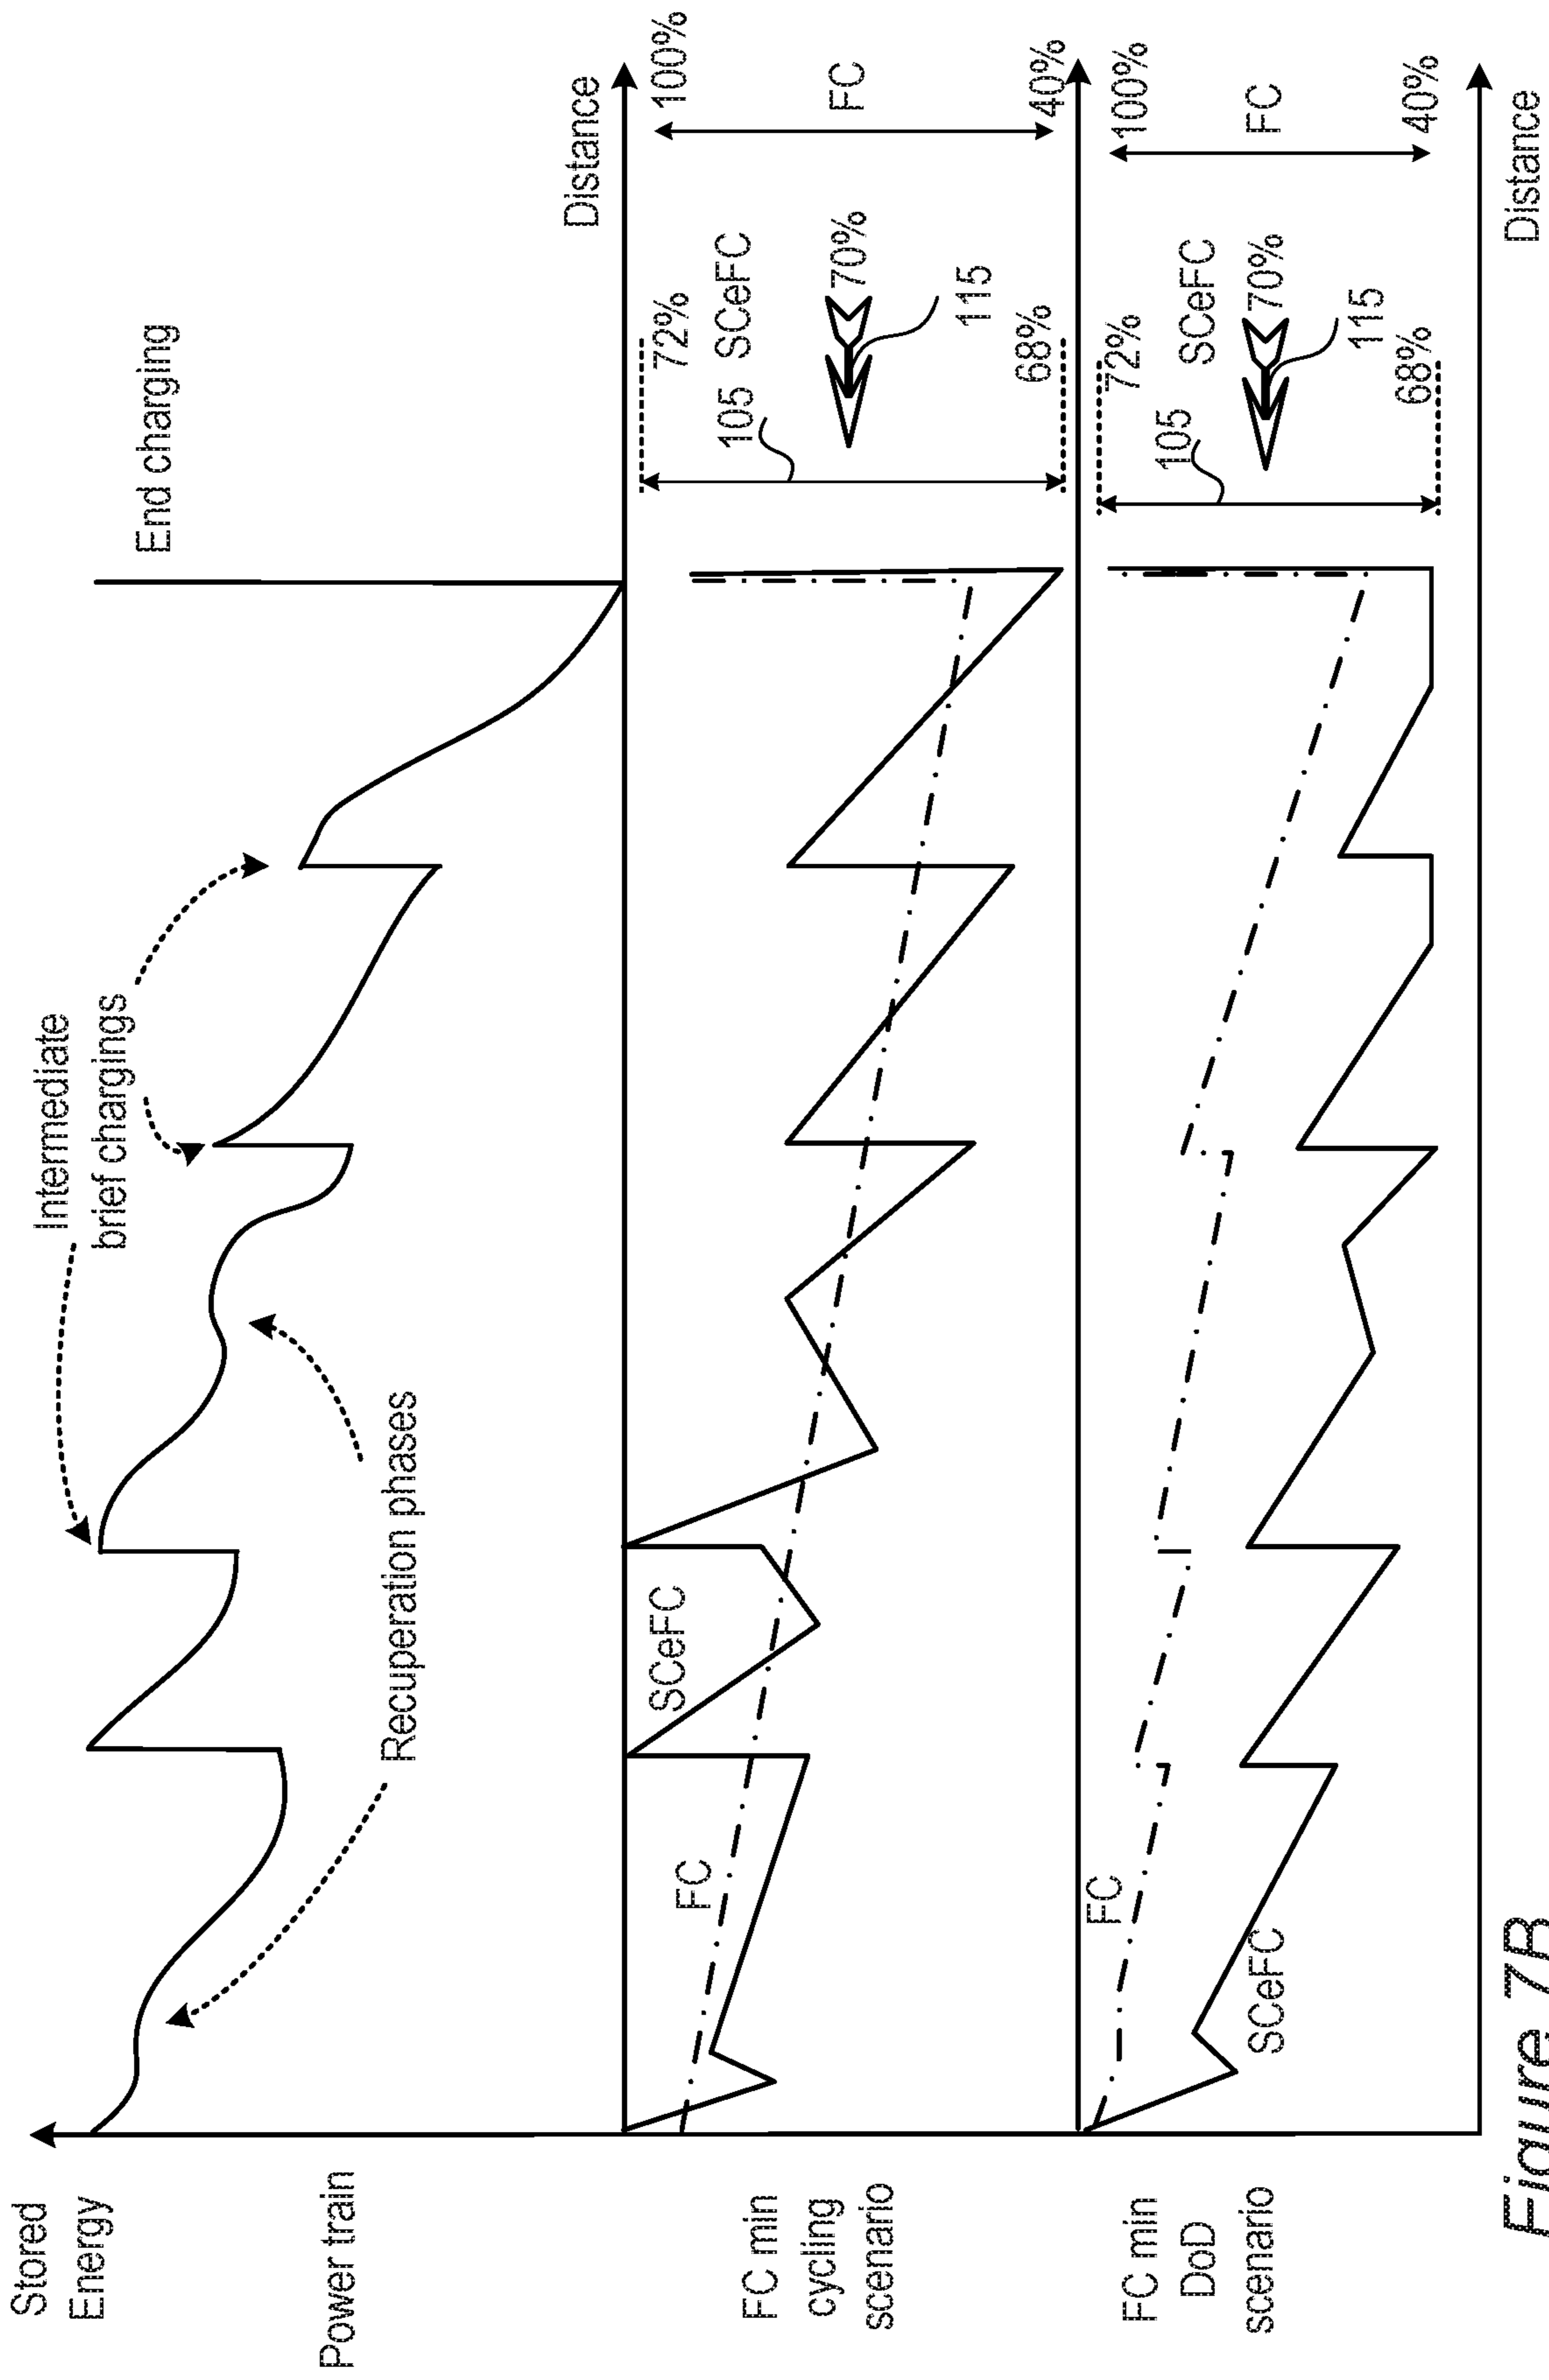 Stored
Energy
Power train
Intermediate
brief chargings
Recuperation phases
End charging
Distance
FC min
cycling
scenario
FC
SCeFC
105
72%
SCeFC
70%
115
68%
100%
FC
40%
FC min
DoD
scenario
FC
SCeFC
105
72%
SCeFC
70%
115
68%
100%
FC
40%
Distance
Figure 7B